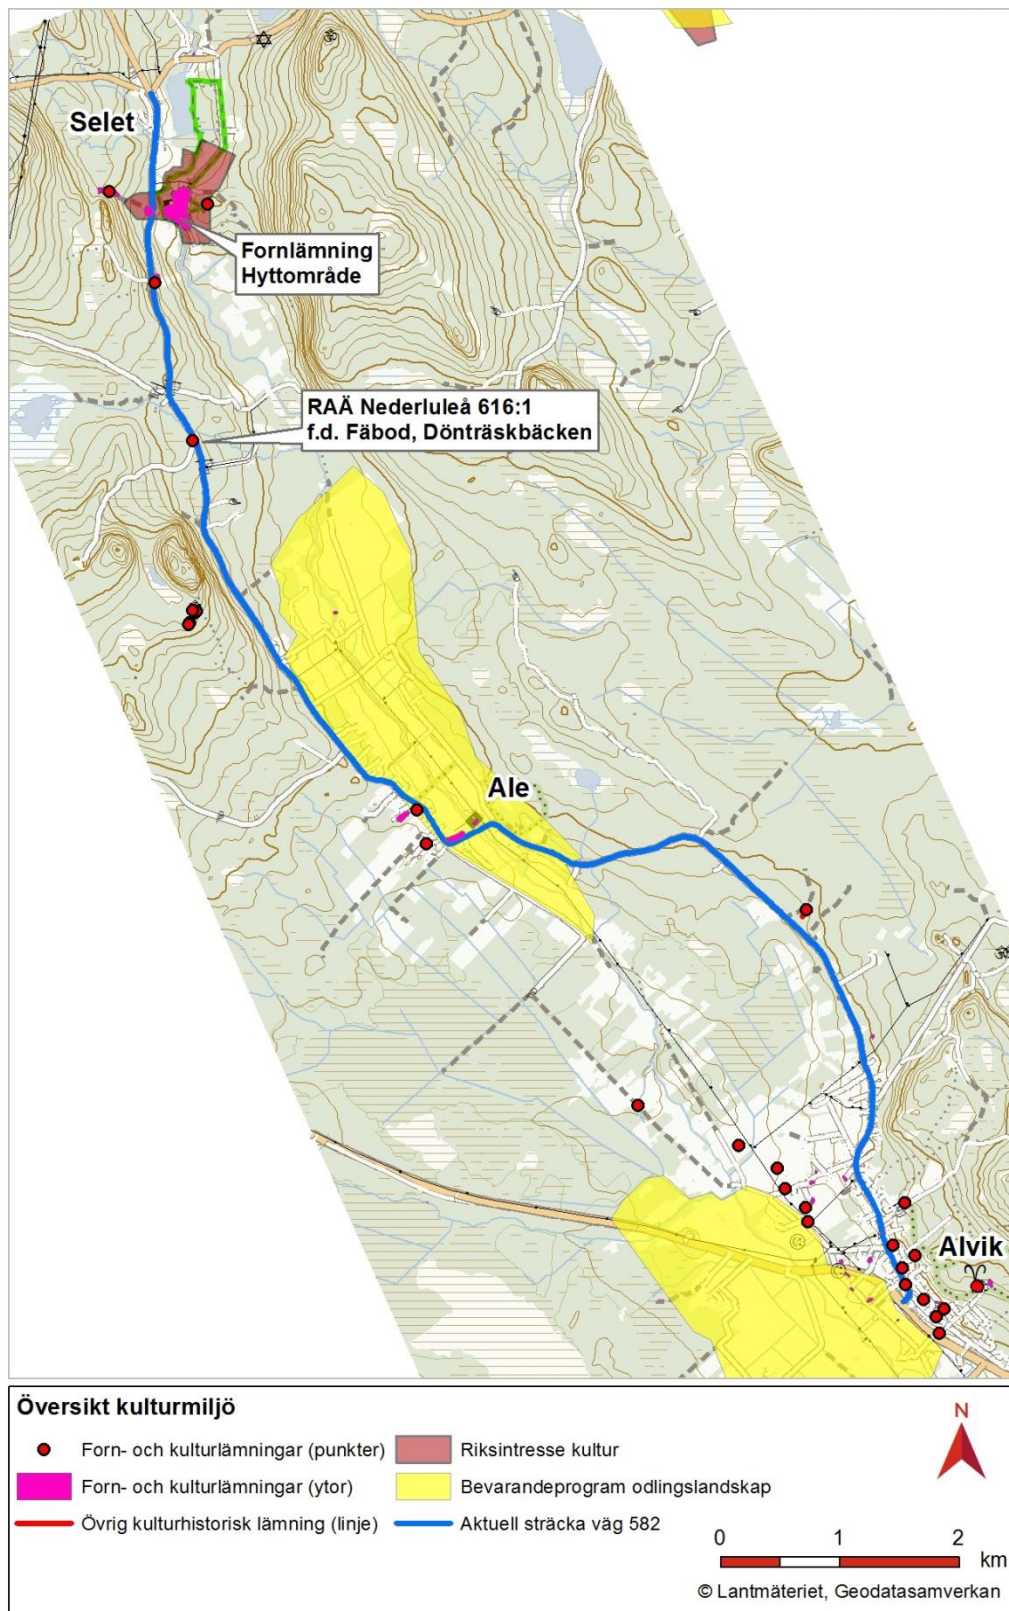 Selet
Fornlämning
Hyttområde
RAÄ Nederluleå 616:1
f.d. Fäbod, Dönträskbäcken
Ale
Alvik
Översikt kulturmiljö
Forn- och kulturlämningar (punkter)
Forn- och kulturlämningar (ytor)
Övrig kulturhistorisk lämning (linje)
Riksintresse kultur
Bevarandeprogram odlingslandskap
Aktuell sträcka väg 582
N
0 1 2
km
© Lantmäteriet, Geodatasamverkan